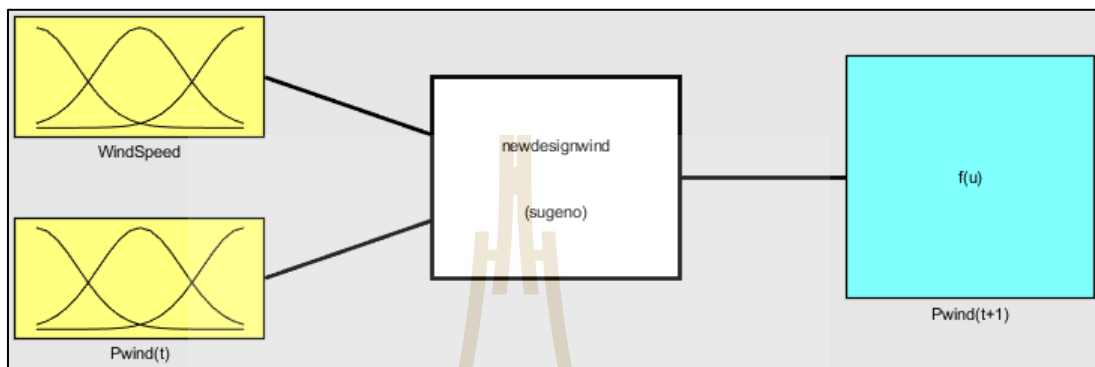 WindSpeed
newdesignwind
(sugeno)
f(u)
Pwind(t+1)
Pwind(t)